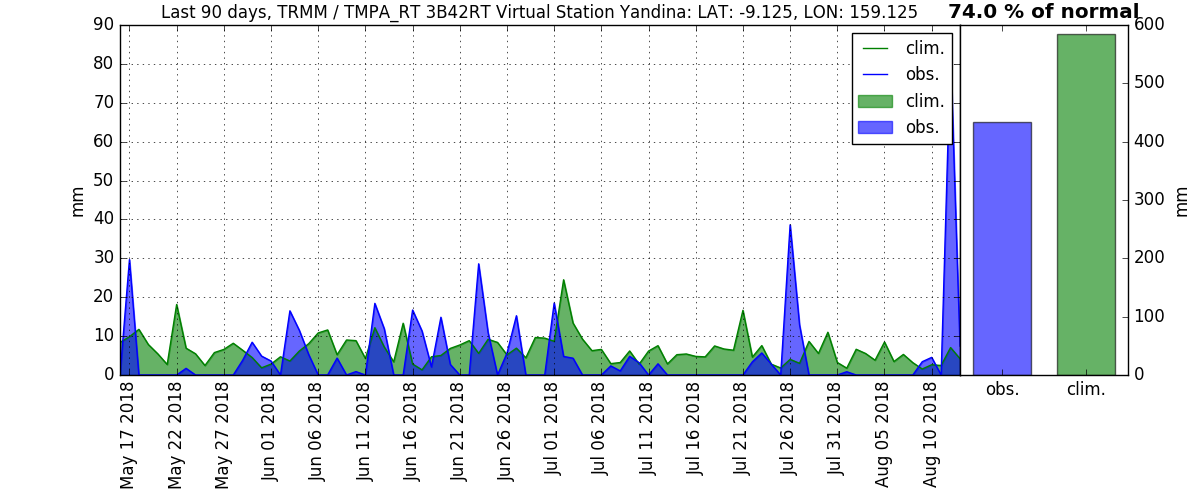 Last 90 days, TRMM / TMPA_RT 3B42RT Virtual Station Yandina: LAT: -9.125, LON: 159.125
74.0 % of normal
90
80
70
60
50
40
30
20
10
0
mm
clim.
obs.
clim.
obs.
600
500
400
300
200
100
0
mm
May 17 2018
May 22 2018
May 27 2018
Jun 01 2018
Jun 06 2018
Jun 11 2018
Jun 16 2018
Jun 21 2018
Jun 26 2018
Jul 01 2018
Jul 06 2018
Jul 11 2018
Jul 16 2018
Jul 21 2018
Jul 26 2018
Jul 31 2018
Aug 05 2018
Aug 10 2018
obs.
clim.